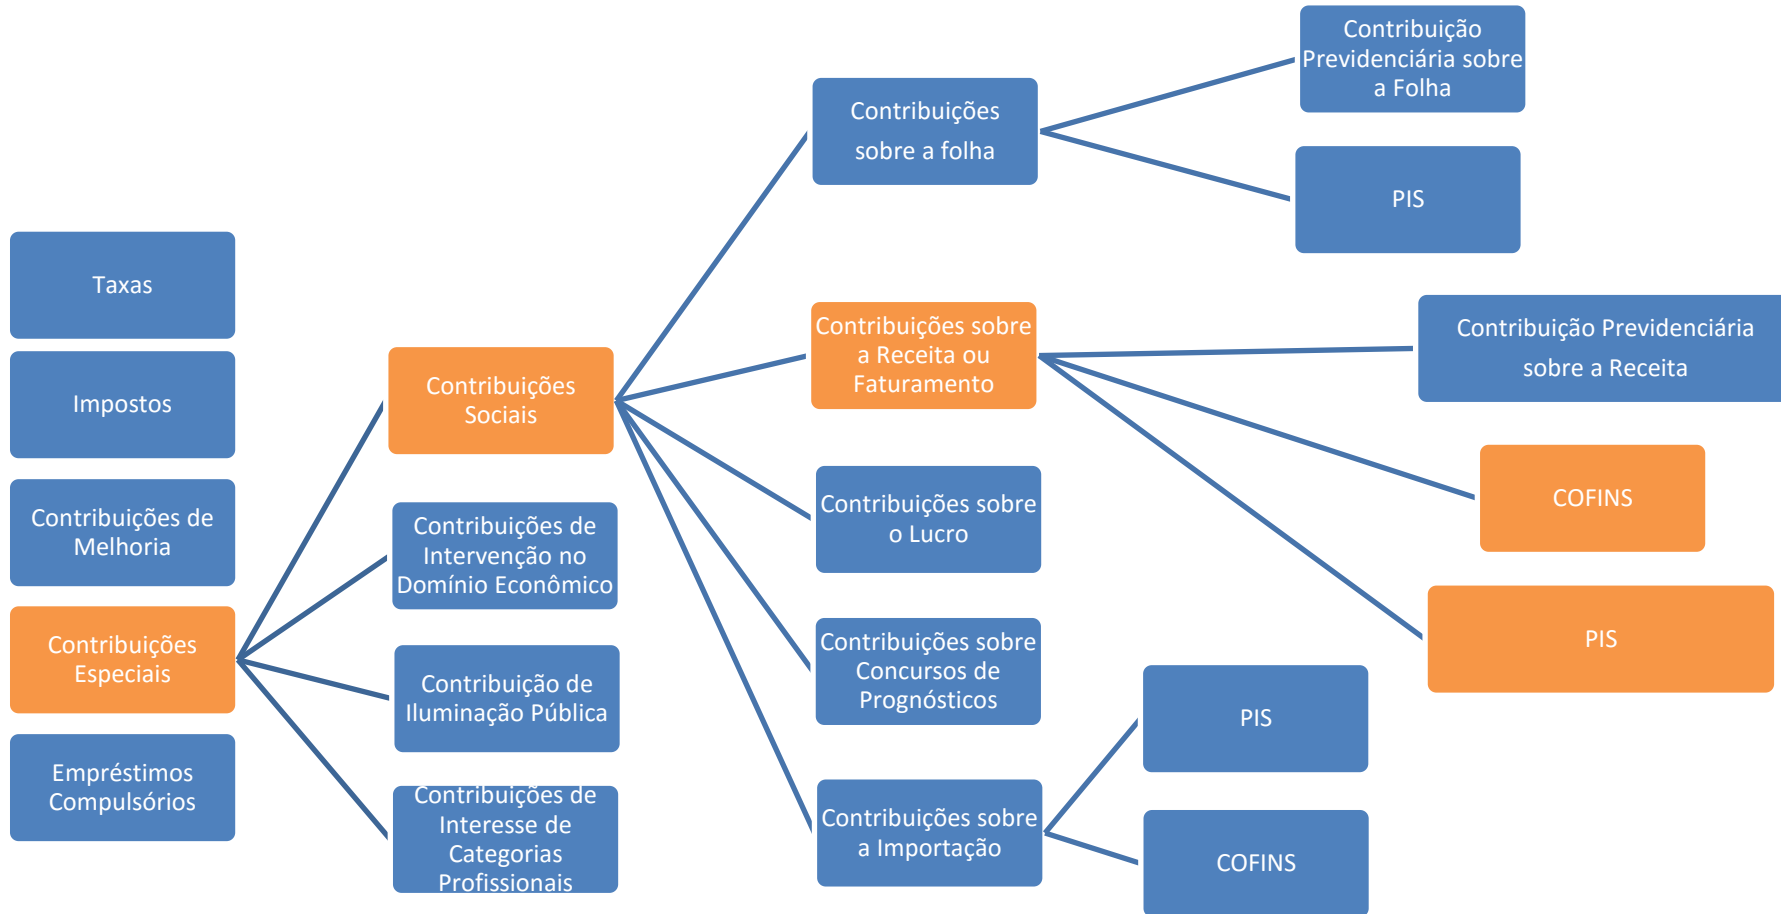 Taxas
Impostos
Contribuições de
Melhoria
Contribuições
Especiais
Empréstimos
Compulsórios
Contribuições
Sociais
Contribuições de
Intervenção no
Domínio Econômico
Contribuição de
Iluminação Pública
Contribuições de
Interesse de
Categorias
Profissionais
Contribuições
sobre a folha
Contribuições sobre
a Receita ou
Faturamento
Contribuições sobre
o Lucro
Contribuições sobre
Concursos de
Prognósticos
Contribuições sobre
a Importação
Contribuição
Previdenciária sobre
a Folha
PIS
Contribuição Previdenciária
sobre a Receita
COFINS
PIS
PIS
COFINS